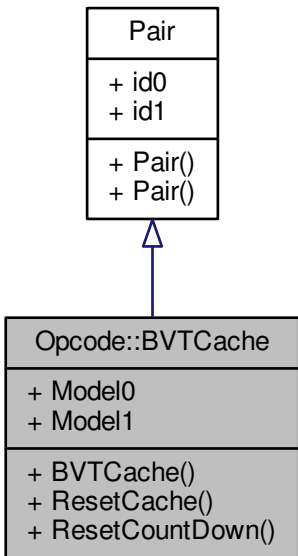 Pair
+ id0
+ id1
+ Pair()
+ Pair()
Opcode::BVTCache
+ Model0
+ Model1
+ BVTCache()
+ ResetCache()
+ ResetCountDown()